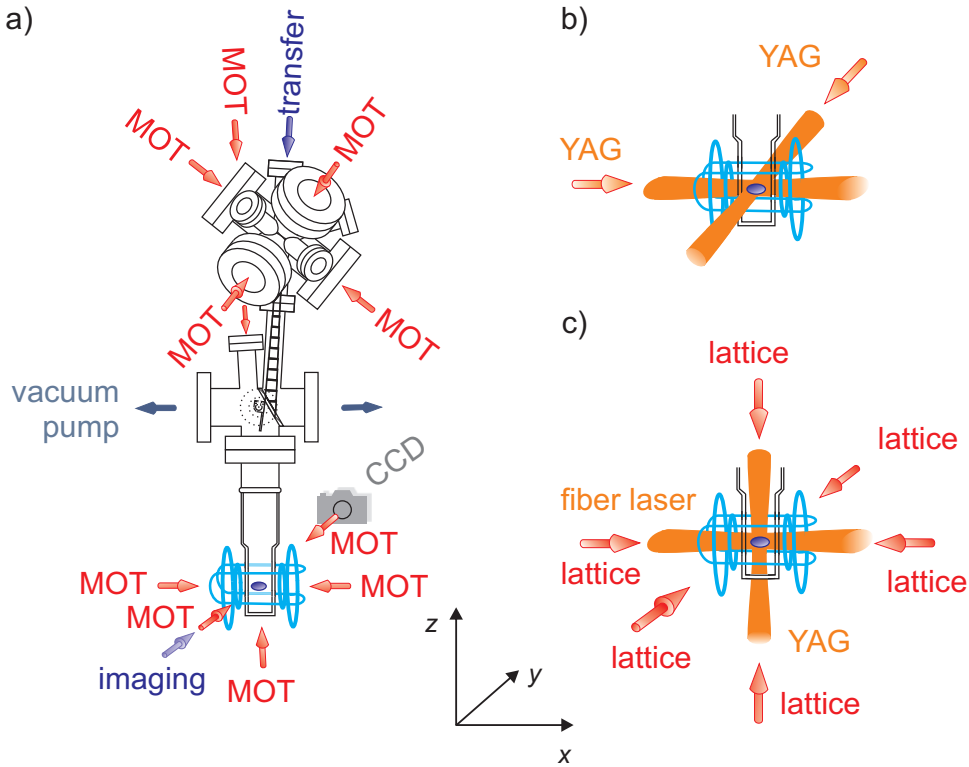 a)
MOT
transfer
MOT
MOT
MOT
MOT
vacuum
pump
CCD
MOT
MOT
MOT
MOT
imaging
MOT
z
y
x
b)
YAG
YAG
c)
lattice
lattice
fiber laser
lattice
lattice
lattice
YAG
lattice